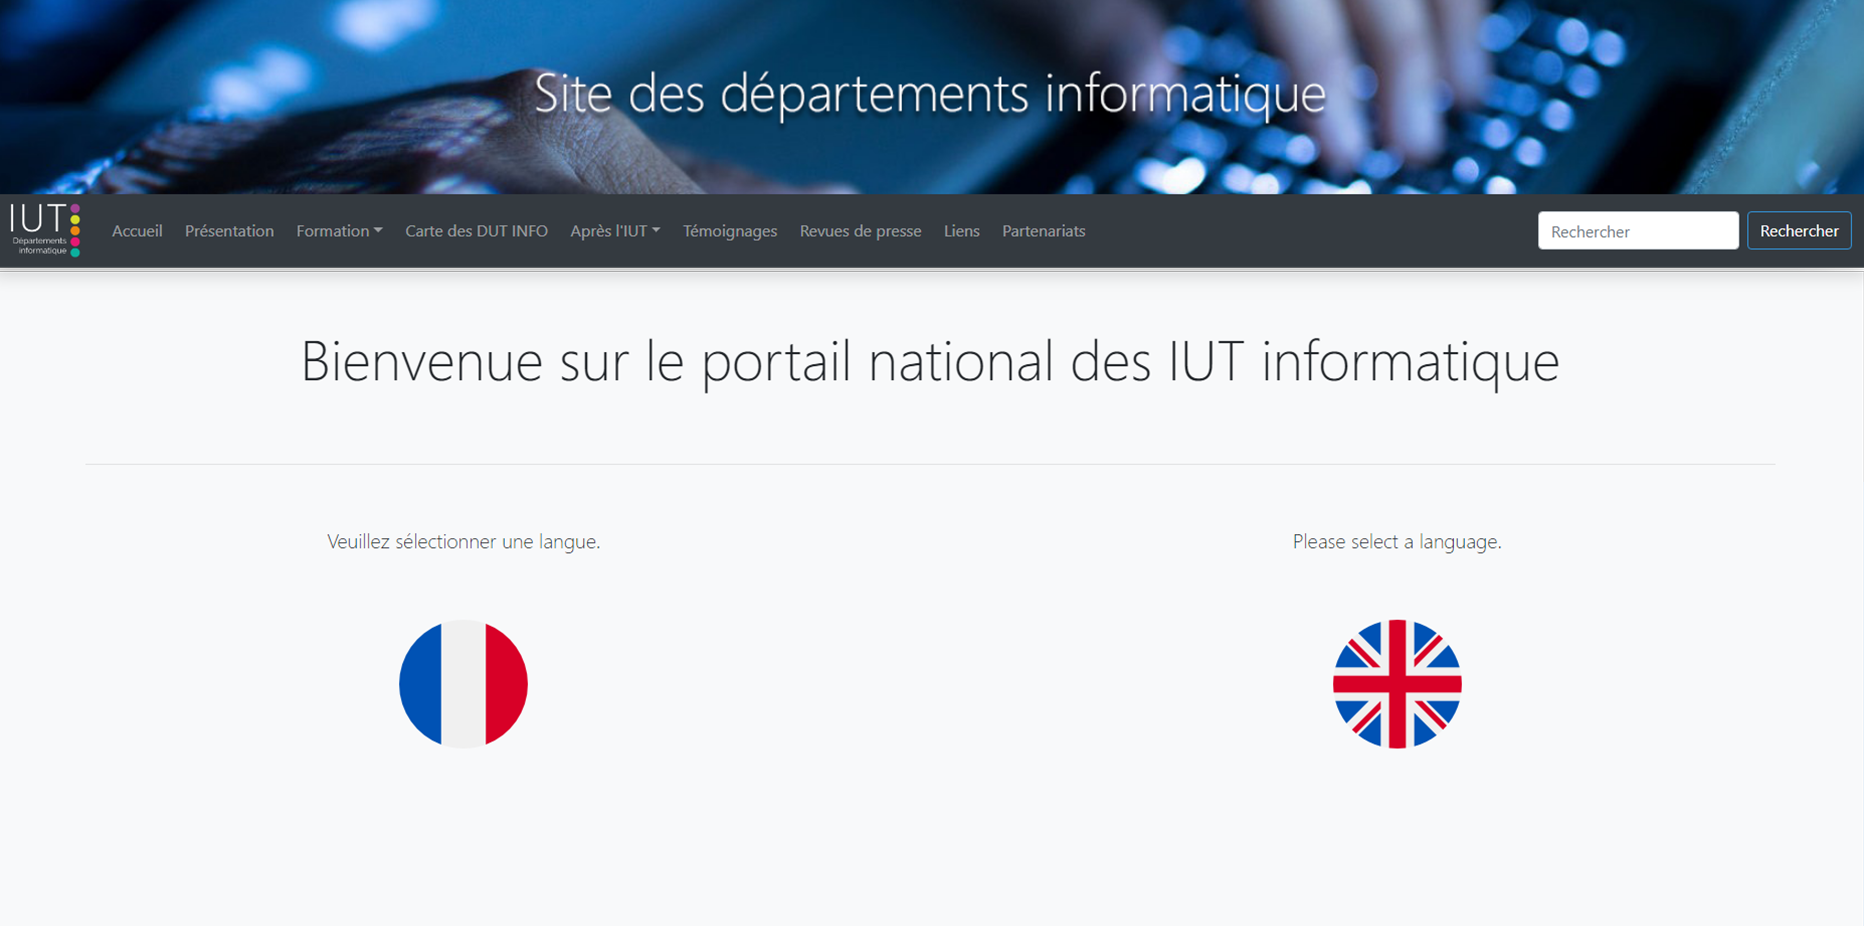 Site des départements informatique
IUT
Départements
informatique
Accueil Présentation Formation Carte des DUT INFO Après l'IUT Témoignages Revues de presse Liens Partenariats Rechercher Rechercher
Bienvenue sur le portail national des IUT informatique
Veuillez sélectionner une langue. Please select a language.